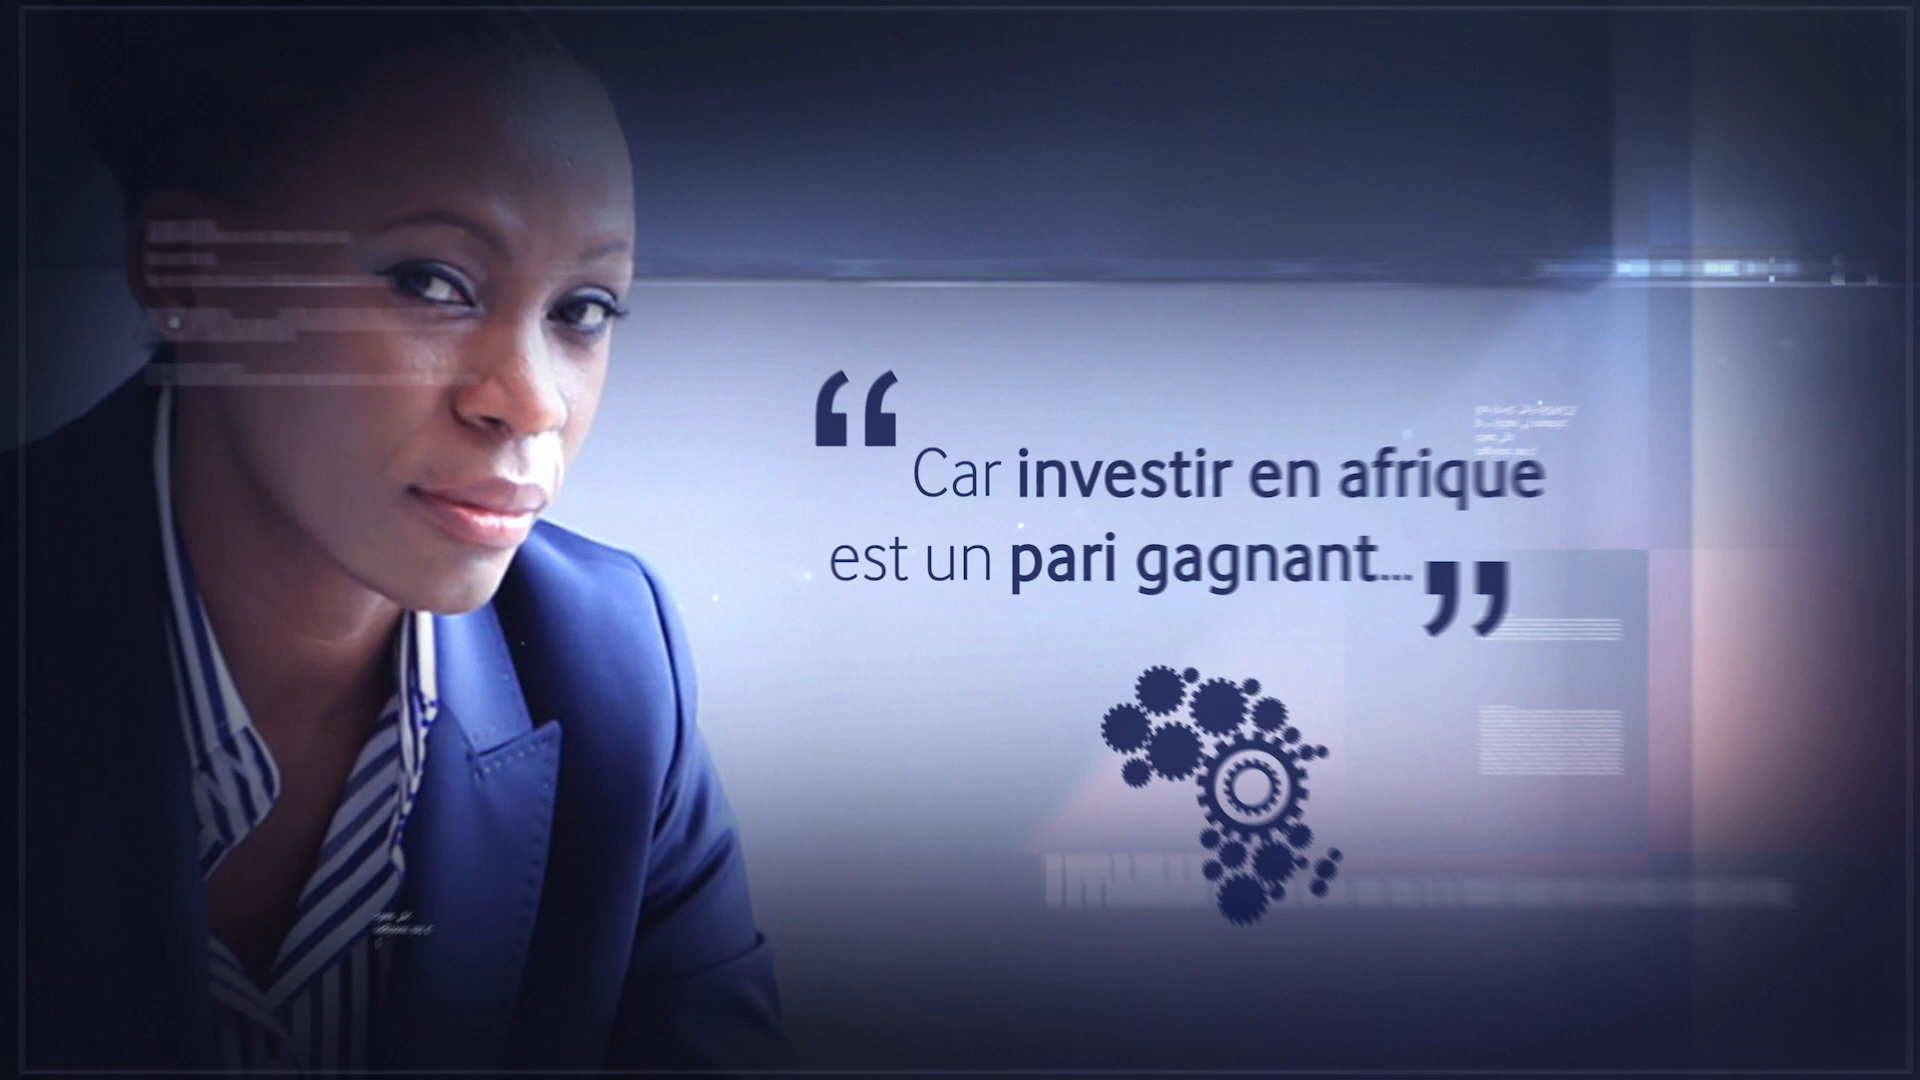 “ Car investir en afrique
est un pari gagnant... ”